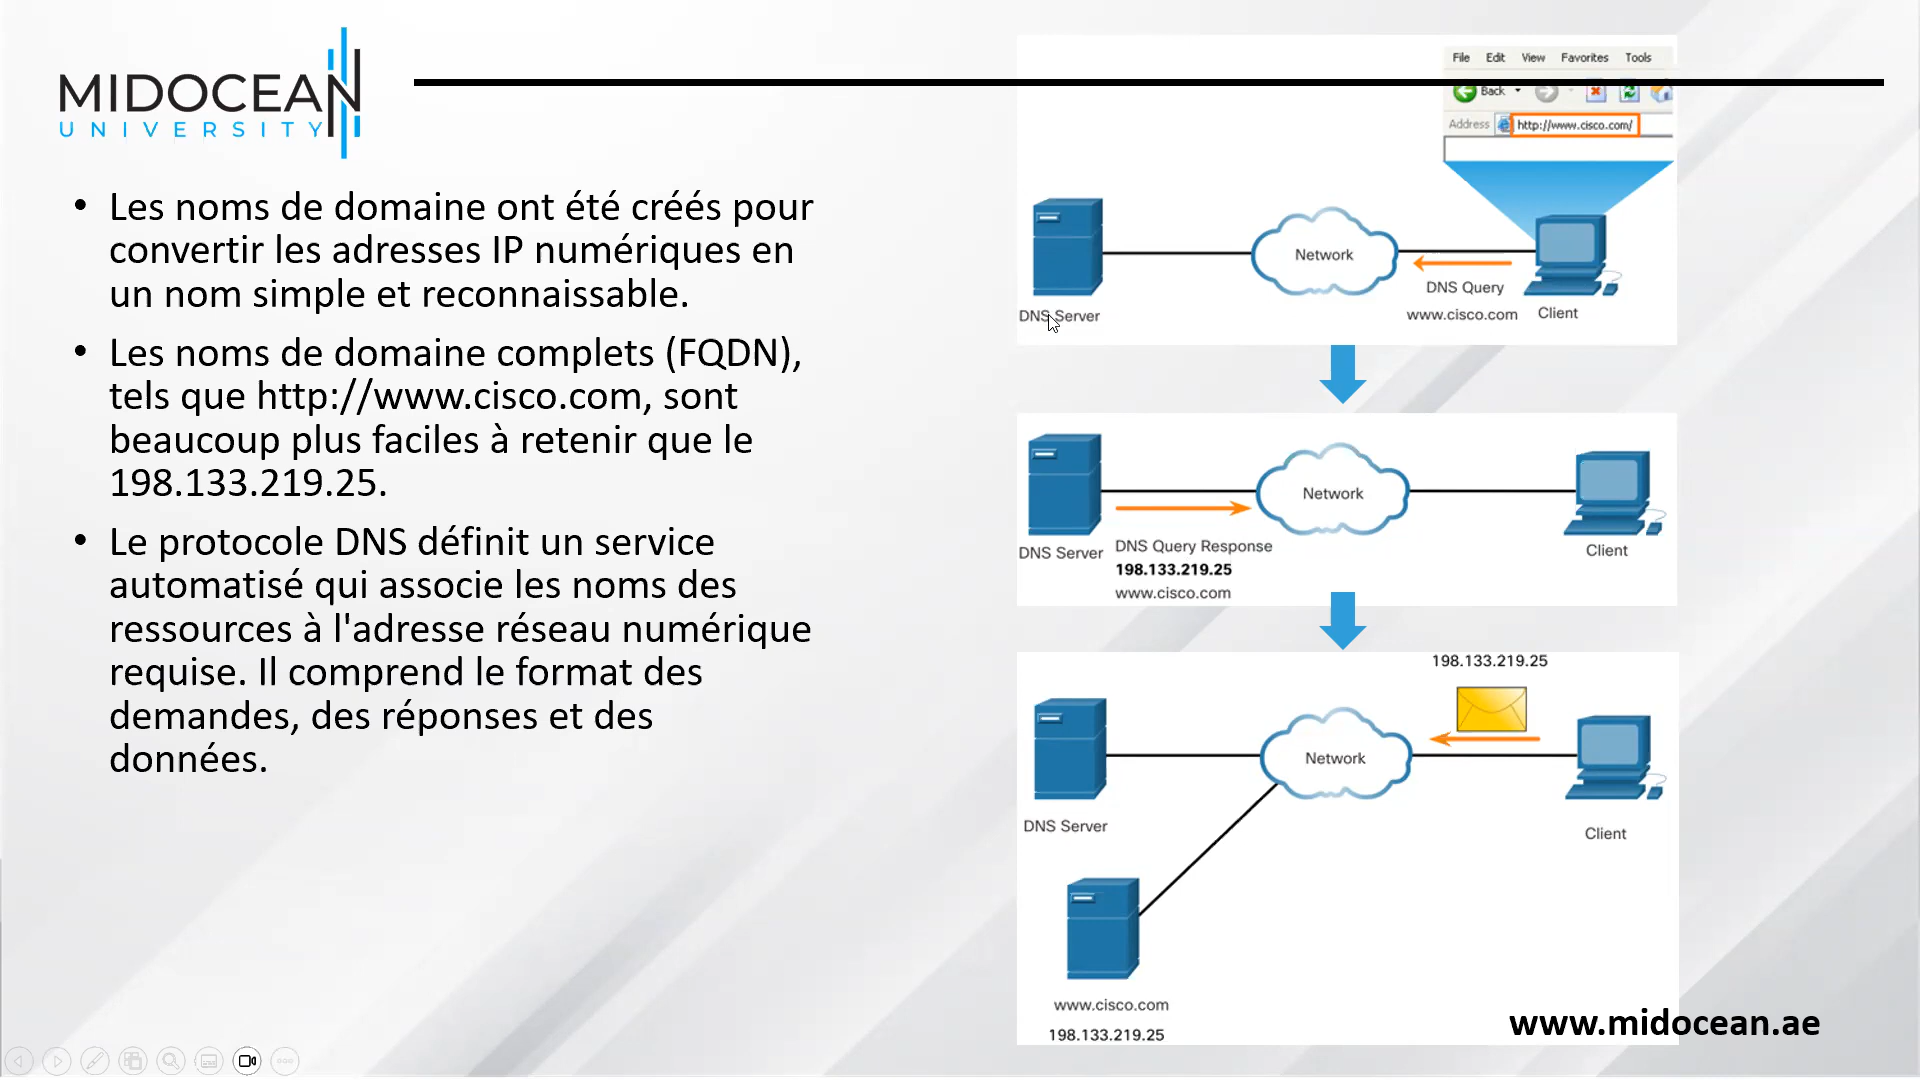 MIDOCEAN
UNIVERSITY
• Les noms de domaine ont été créés pour
convertir les adresses IP numériques en
un nom simple et reconnaissable.
• Les noms de domaine complets (FQDN),
tels que http://www.cisco.com, sont
beaucoup plus faciles à retenir que le
198.133.219.25.
• Le protocole DNS définit un service
automatisé qui associe les noms des
ressources à l'adresse réseau numérique
requise. Il comprend le format des
demandes, des réponses et des
données.
File Edit View Favorites Tools
Back
Address http://www.cisco.com/
Network
DNS Query
www.cisco.com
Client
DNS Server
Network
DNS Server
DNS Query Response
198.133.219.25
www.cisco.com
Client
198.133.219.25
Network
DNS Server
Client
www.cisco.com
198.133.219.25
www.midocean.ae